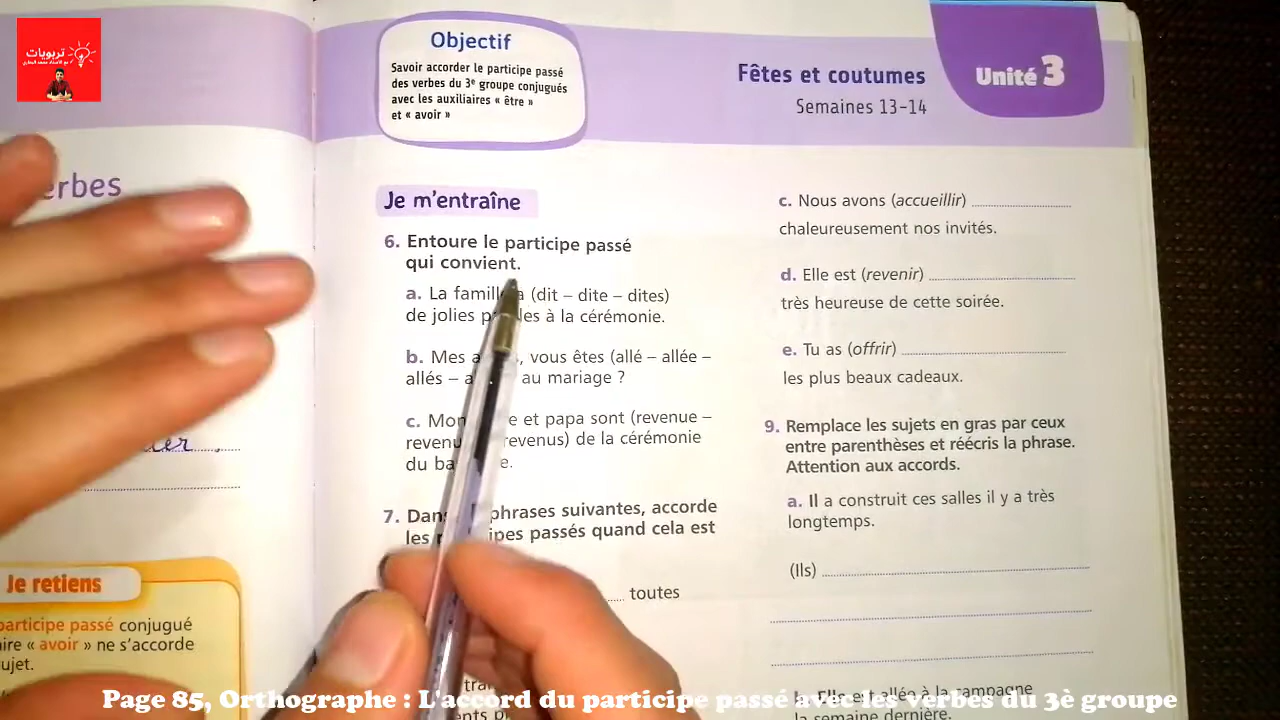 تربويات
Objectif
Savoir accorder le participe passé
des verbes du 3e groupe conjugués
avec les auxiliaires « être »
et « avoir »
Fêtes et coutumes
Semaines 13-14
Unité 3
erbes
Je retiens
participe passé conjugué
ire « avoir » ne s'accorde
ujet.
Je m'entraîne
6. Entoure le participe passé
qui convient.
a. La famille a (dit – dite – dites)
de jolies les à la cérémonie.
b. Mes vous êtes (allé – allée –
allés – au mariage ?
c. Mon et papa sont (revenue –
revenu revenus) de la cérémonie
du
7. Dans phrases suivantes, accorde
les participes passés quand cela est
toutes
c. Nous avons (accueillir)
chaleureusement nos invités.
d. Elle est (revenir)
très heureuse de cette soirée.
e. Tu as (offrir)
les plus beaux cadeaux.
9. Remplace les sujets en gras par ceux
entre parenthèses et réécris la phrase.
Attention aux accords.
a. Il a construit ces salles il y a très
longtemps.
(Ils)
b. Elle est allée à la campagne
la semaine dernière.
Page 85, Orthographe : L'accord du participe passé avec les verbes du 3è groupe